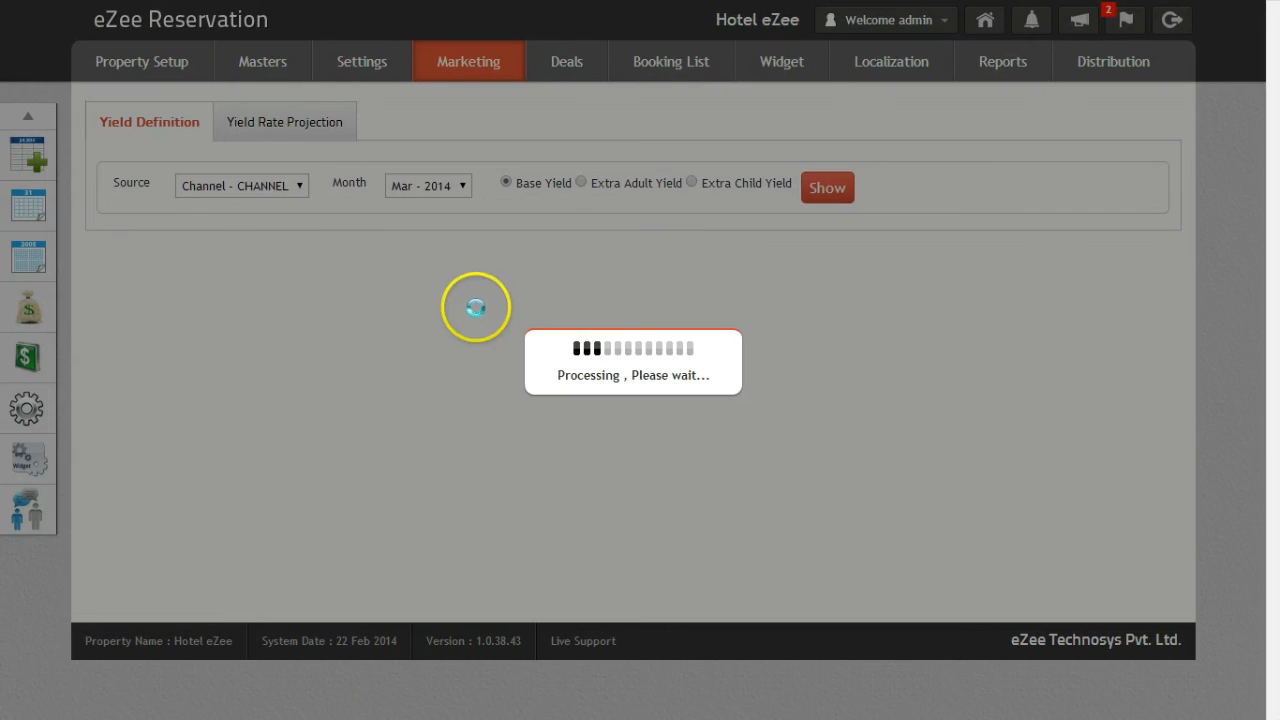 eZee Reservation
Hotel eZee
Welcome admin
2
Property Setup
Masters
Settings
Marketing
Deals
Booking List
Widget
Localization
Reports
Distribution
Yield Definition
Yield Rate Projection
Source
Channel - CHANNEL
Month
Mar - 2014
Base Yield
Extra Adult Yield
Extra Child Yield
Show
31
2005
$
$
Widget
Processing , Please wait...
Property Name : Hotel eZee
System Date : 22 Feb 2014
Version : 1.0.38.43
Live Support
eZee Technosys Pvt. Ltd.